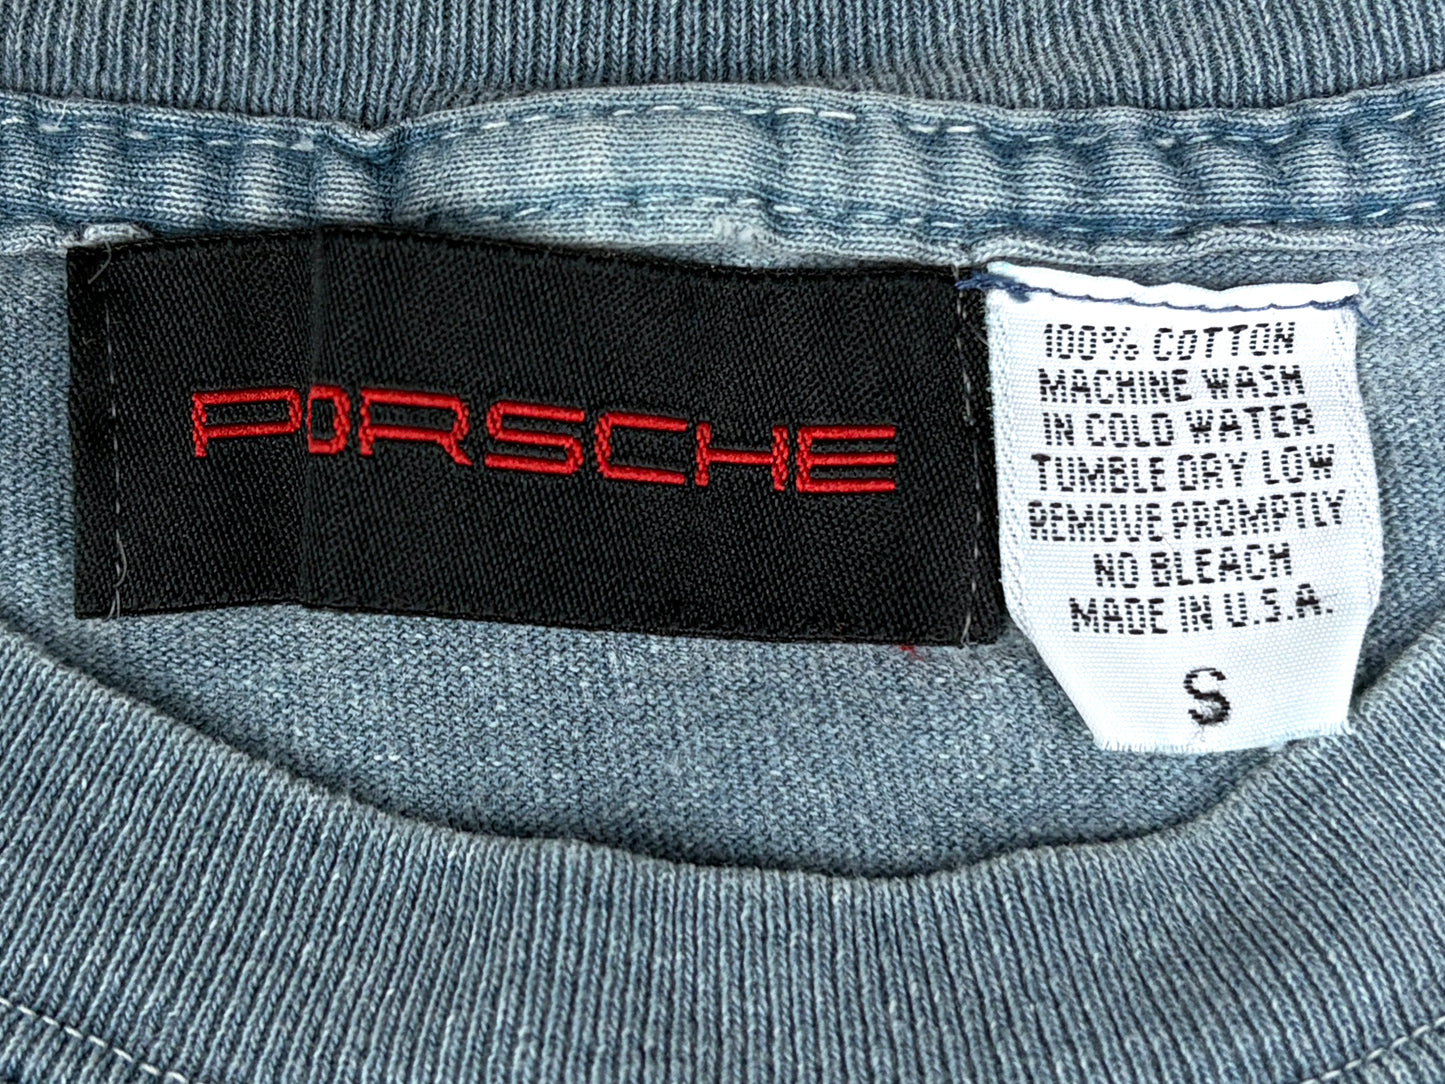 PORSCHE
100% COTTON
MACHINE WASH
IN COLD WATER
TUMBLE DRY LOW
REMOVE PROMPTLY
NO BLEACH
MADE IN U.S.A.
S